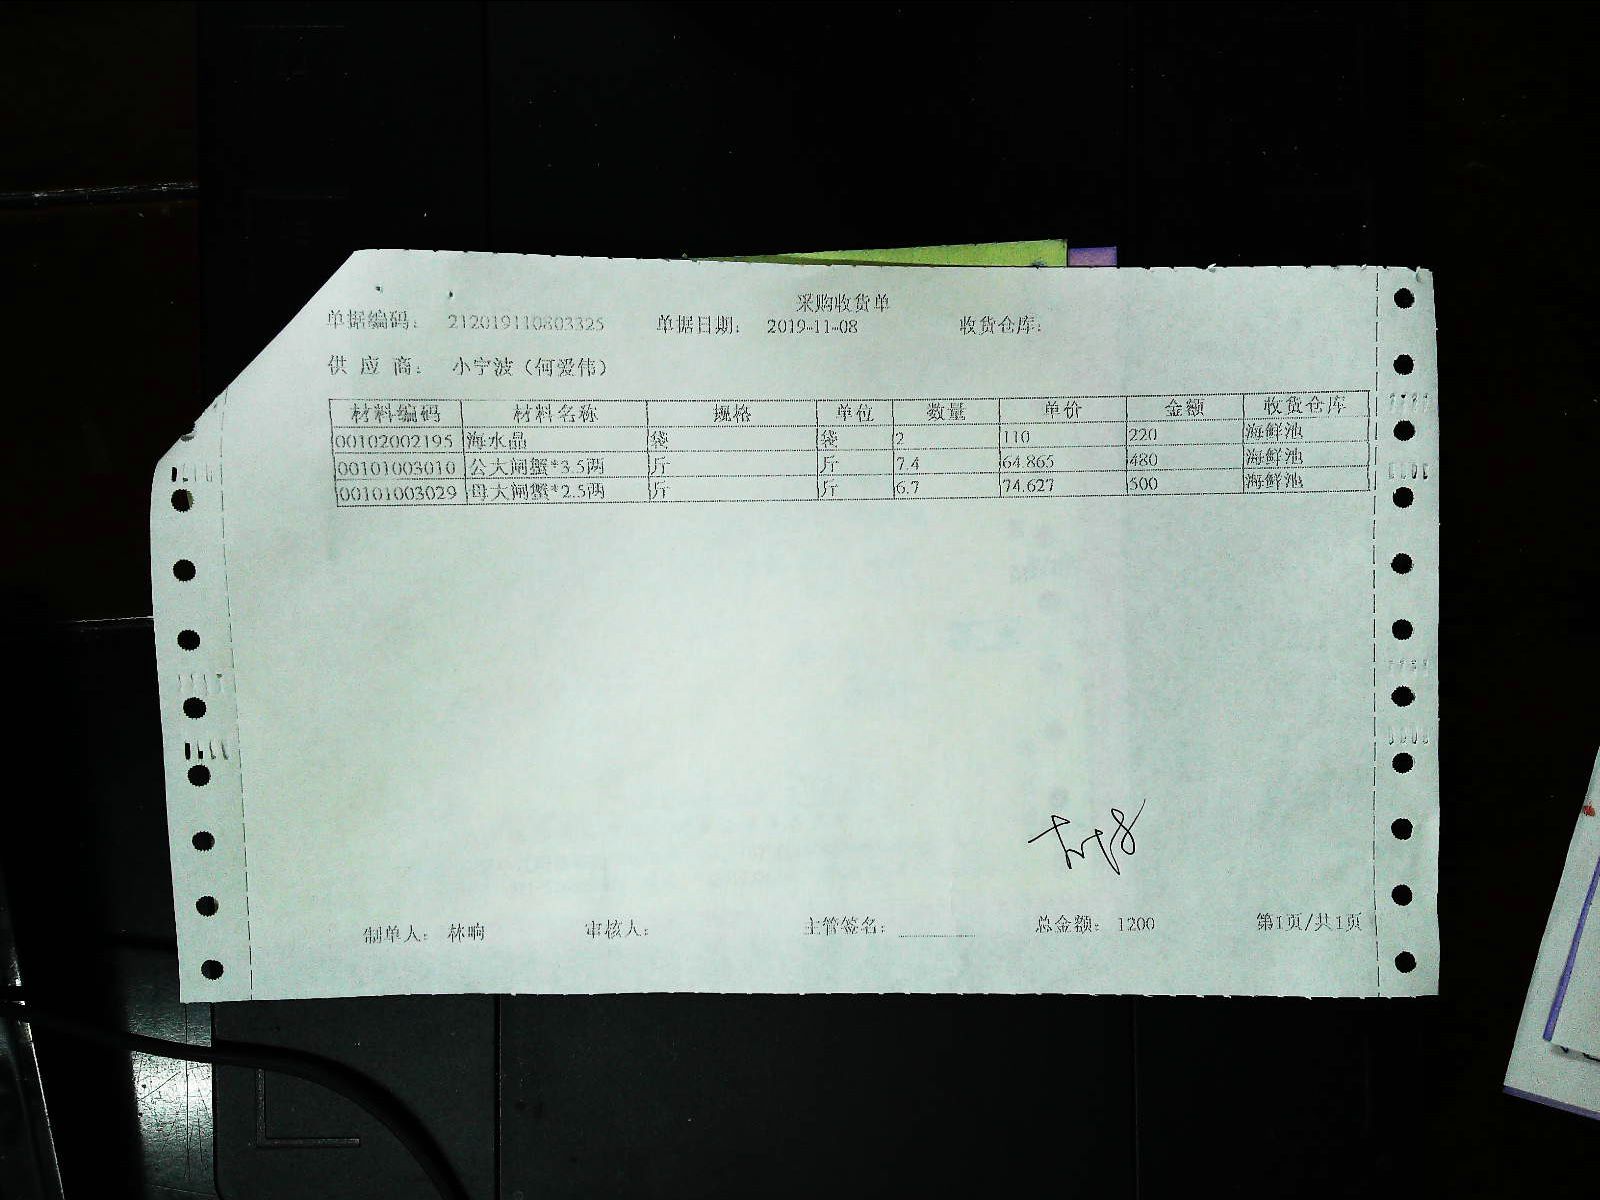 采购收货单
单据编码： 212019110803325 单据日期： 2019-11-08 收货仓库：
供 应 商： 小宁波（何爱伟）
材料编码 材料名称 规格 单位 数量 单价 金额 收货仓库
00102002195 海水晶 袋 袋 2 110 220 海鲜池
00101003010 公大闸蟹*3.5两 斤 斤 7.4 64.865 480 海鲜池
00101003029 母大闸蟹*2.5两 斤 斤 6.7 74.627 500 海鲜池
制单人： 林响 审核人： 主管签名： 总金额： 1200 第1页/共1页